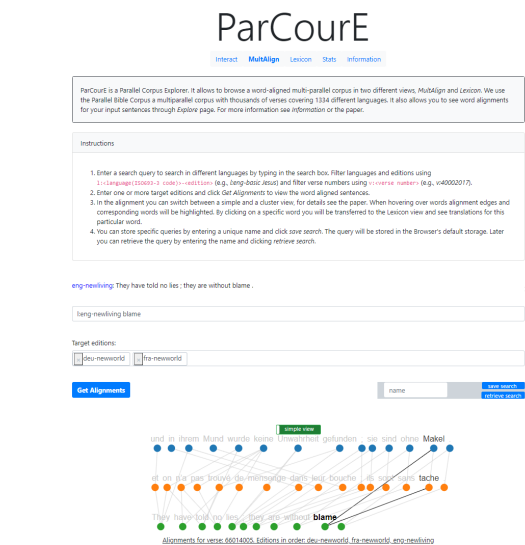 ParCourE
Interact MultAlign Lexicon Stats Information
ParCourE is a Parallel Corpus Explorer. It allows to browse a word-aligned multi-parallel corpus in two different views, MultAlign and Lexicon. We use
the Parallel Bible Corpus a multiparallel corpus with thousands of verses covering 1334 different languages. It also allows you to see word alignments
for your input sentences through Explore page. For more information see Information or the paper.
Instructions
1. Enter a search query to search in different languages by typing in the search box. Filter languages and editions using
l:<language(ISO693-3 code)>-<edition> (e.g., l:eng-basic Jesus) and filter verse numbers using v:<verse number> (e.g., v:40002017).
2. Enter one or more target editions and click Get Alignments to view the word aligned sentences.
3. In the alignment you can switch between a simple and a cluster view, for details see the paper. When hovering over words alignment edges and
corresponding words will be highlighted. By clicking on a specific word you will be transferred to the Lexicon view and see translations for this
particular word.
4. You can store specific queries by entering a unique name and click save search. The query will be stored in the Browser's default storage. Later
you can retrieve the query by entering the name and clicking retrieve search.
eng-newliving: They have told no lies ; they are without blame .
l:eng-newliving blame
Target editions:
deu-newworld fra-newworld
Get Alignments name save search
retrieve search
simple view
und in ihrem Mund wurde keine Unwahrheit gefunden ; sie sind ohne Makel
et on n'a pas trouvé de mensonge dans leur bouche ; ils sont sans tache
They have told no lies ; they are without blame
Alignments for verse: 66014005. Editions in order: deu-newworld, fra-newworld, eng-newliving